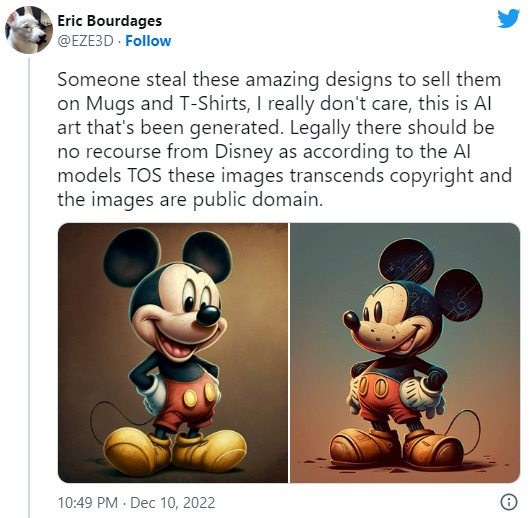 Eric Bourdages
@EZE3D · Follow
Someone steal these amazing designs to sell them
on Mugs and T-Shirts, I really don't care, this is AI
art that's been generated. Legally there should be
no recourse from Disney as according to the AI
models TOS these images transcends copyright and
the images are public domain.
10:49 PM · Dec 10, 2022